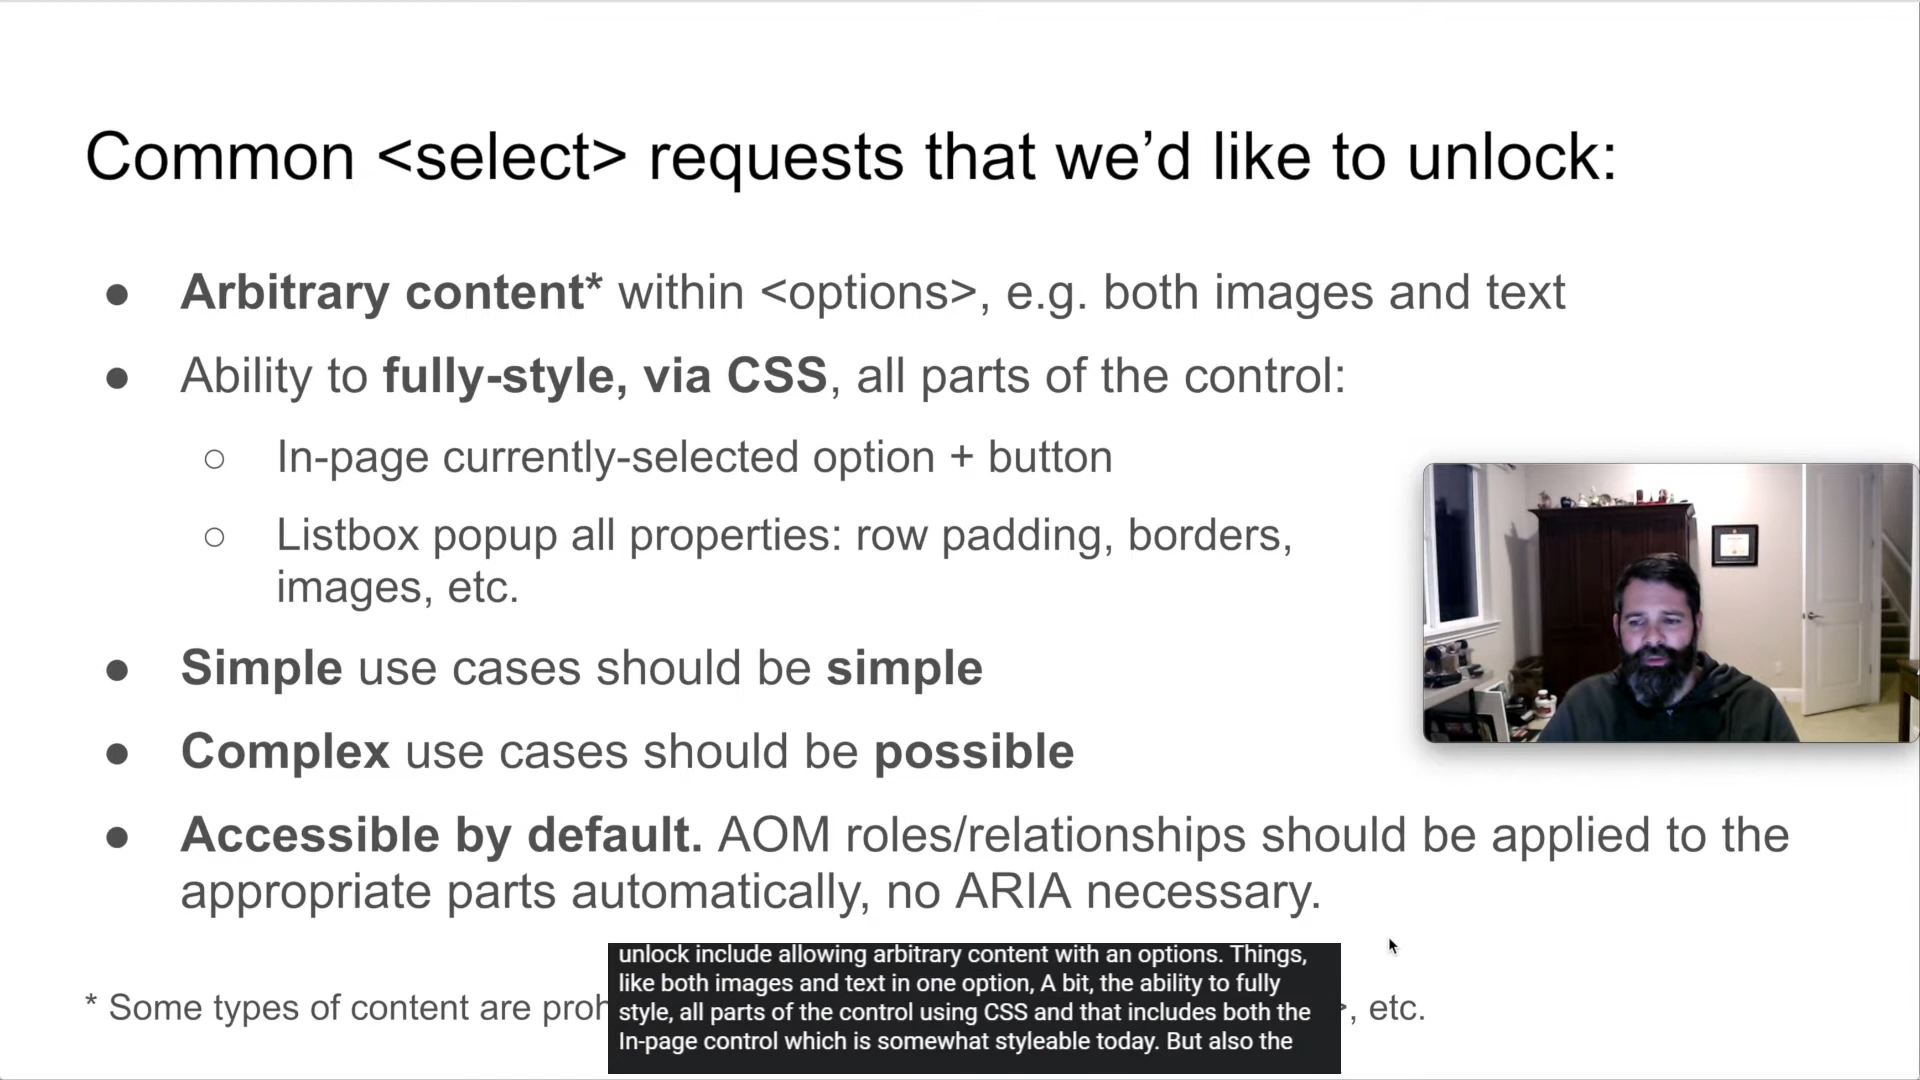 Common <select> requests that we’d like to unlock:
● Arbitrary content* within <options>, e.g. both images and text
● Ability to fully-style, via CSS, all parts of the control:
○ In-page currently-selected option + button
○ Listbox popup all properties: row padding, borders,
images, etc.
● Simple use cases should be simple
● Complex use cases should be possible
● Accessible by default. AOM roles/relationships should be applied to the
appropriate parts automatically, no ARIA necessary.
* Some types of content are >, etc.
unlock include allowing arbitrary content with an options. Things,
like both images and text in one option, A bit, the ability to fully
style, all parts of the control using CSS and that includes both the
In-page control which is somewhat styleable today. But also the